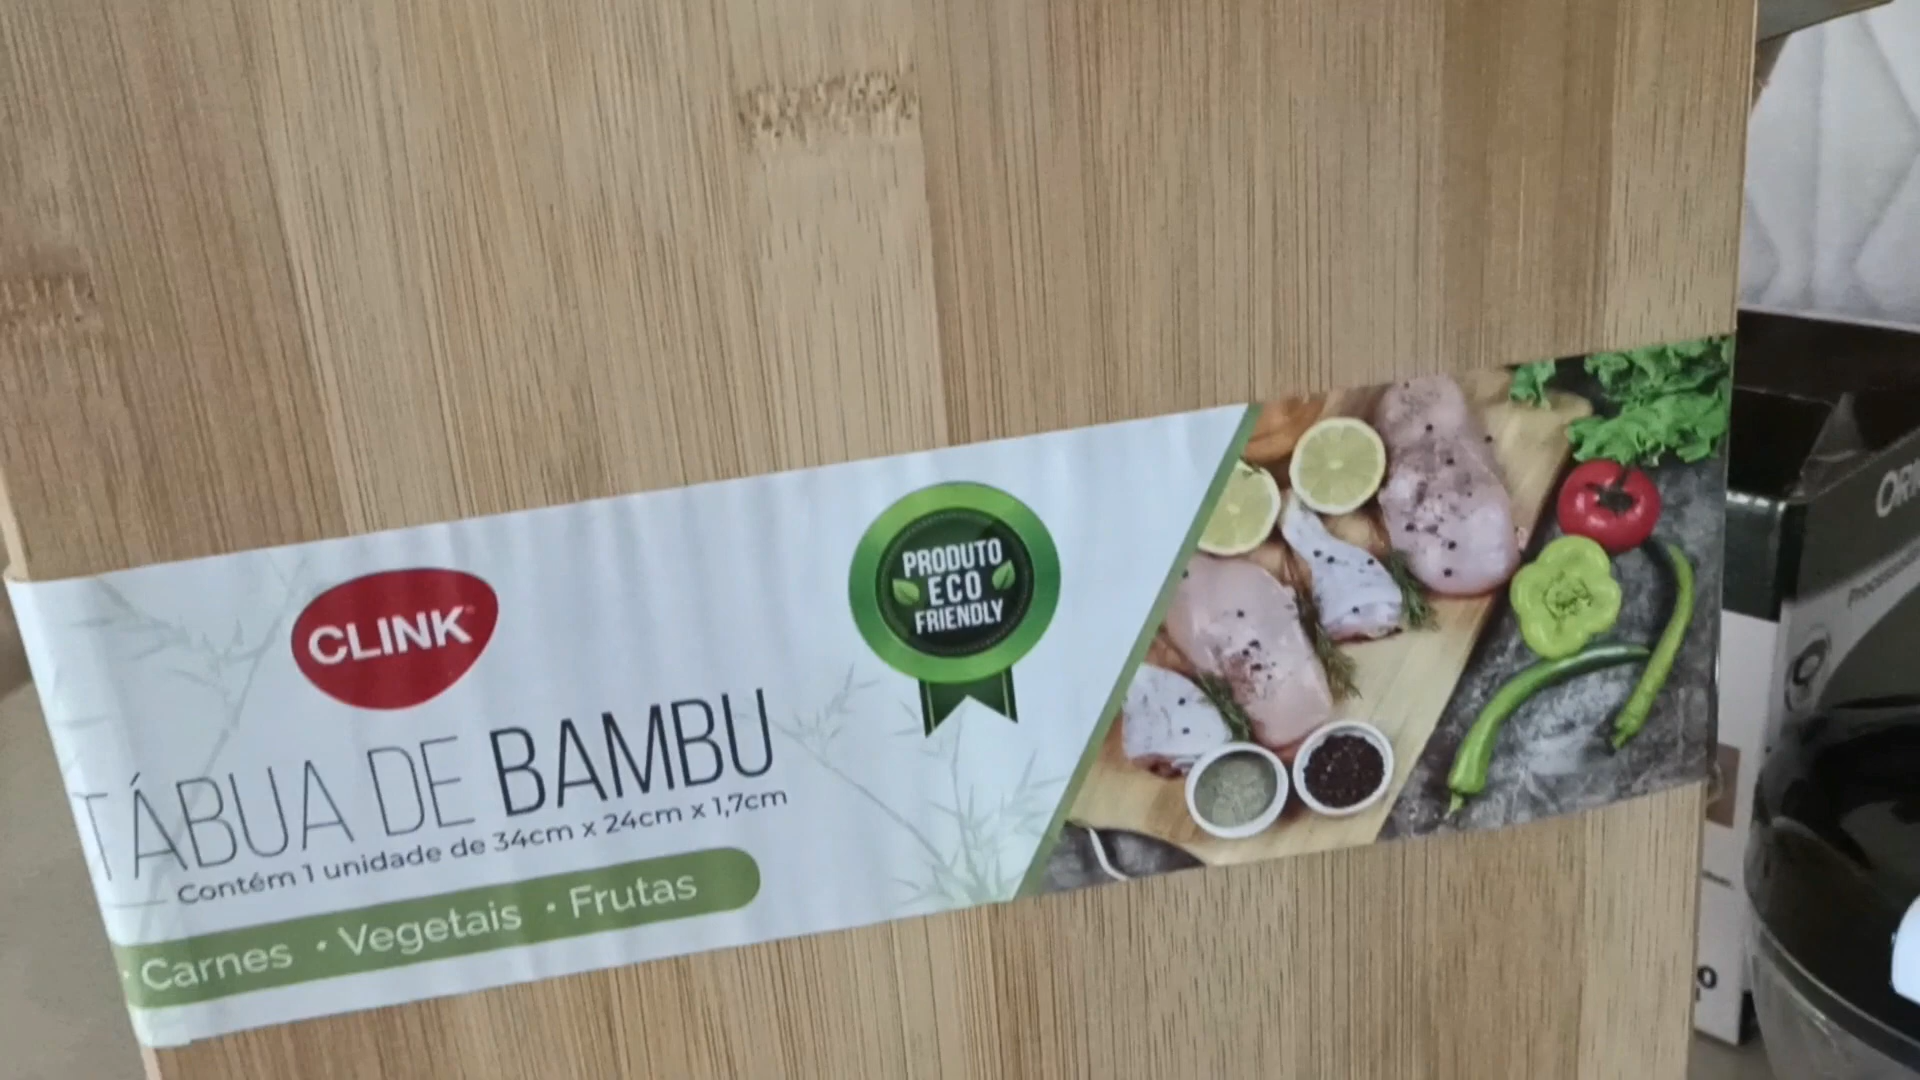 CLINK
PRODUTO
ECO
FRIENDLY
TÁBUA DE BAMBU
Contém 1 unidade de 34cm x 24cm x 1,7cm
· Carnes · Vegetais · Frutas